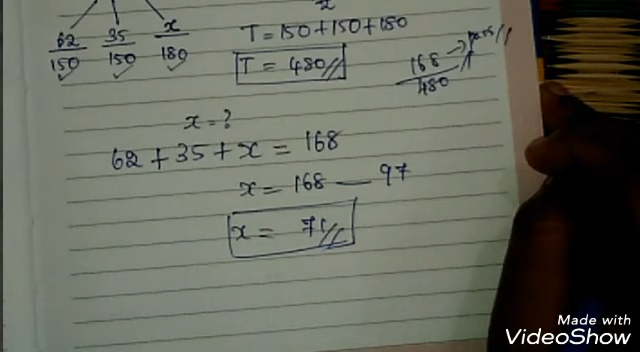 62/150 35/150 x/180
T = 150+150+180
T = 480
168/480 → pass
x = ?
62 + 35 + x = 168
x = 168 — 97
x = 71
Made with
VideoShow